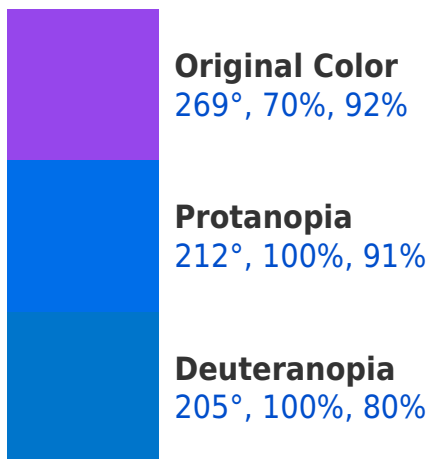 Original Color
269°, 70%, 92%
Protanopia
212°, 100%, 91%
Deuteranopia
205°, 100%, 80%